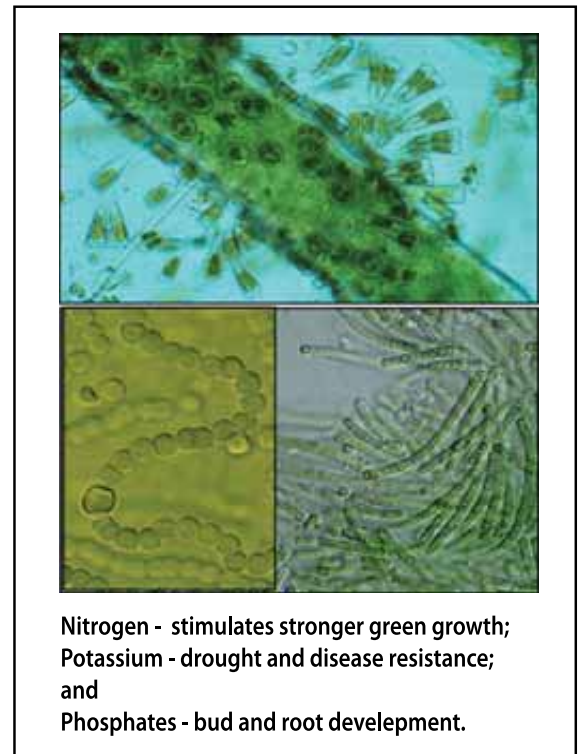 Nitrogen - stimulates stronger green growth;
Potassium - drought and disease resistance;
and
Phosphates - bud and root develepment.